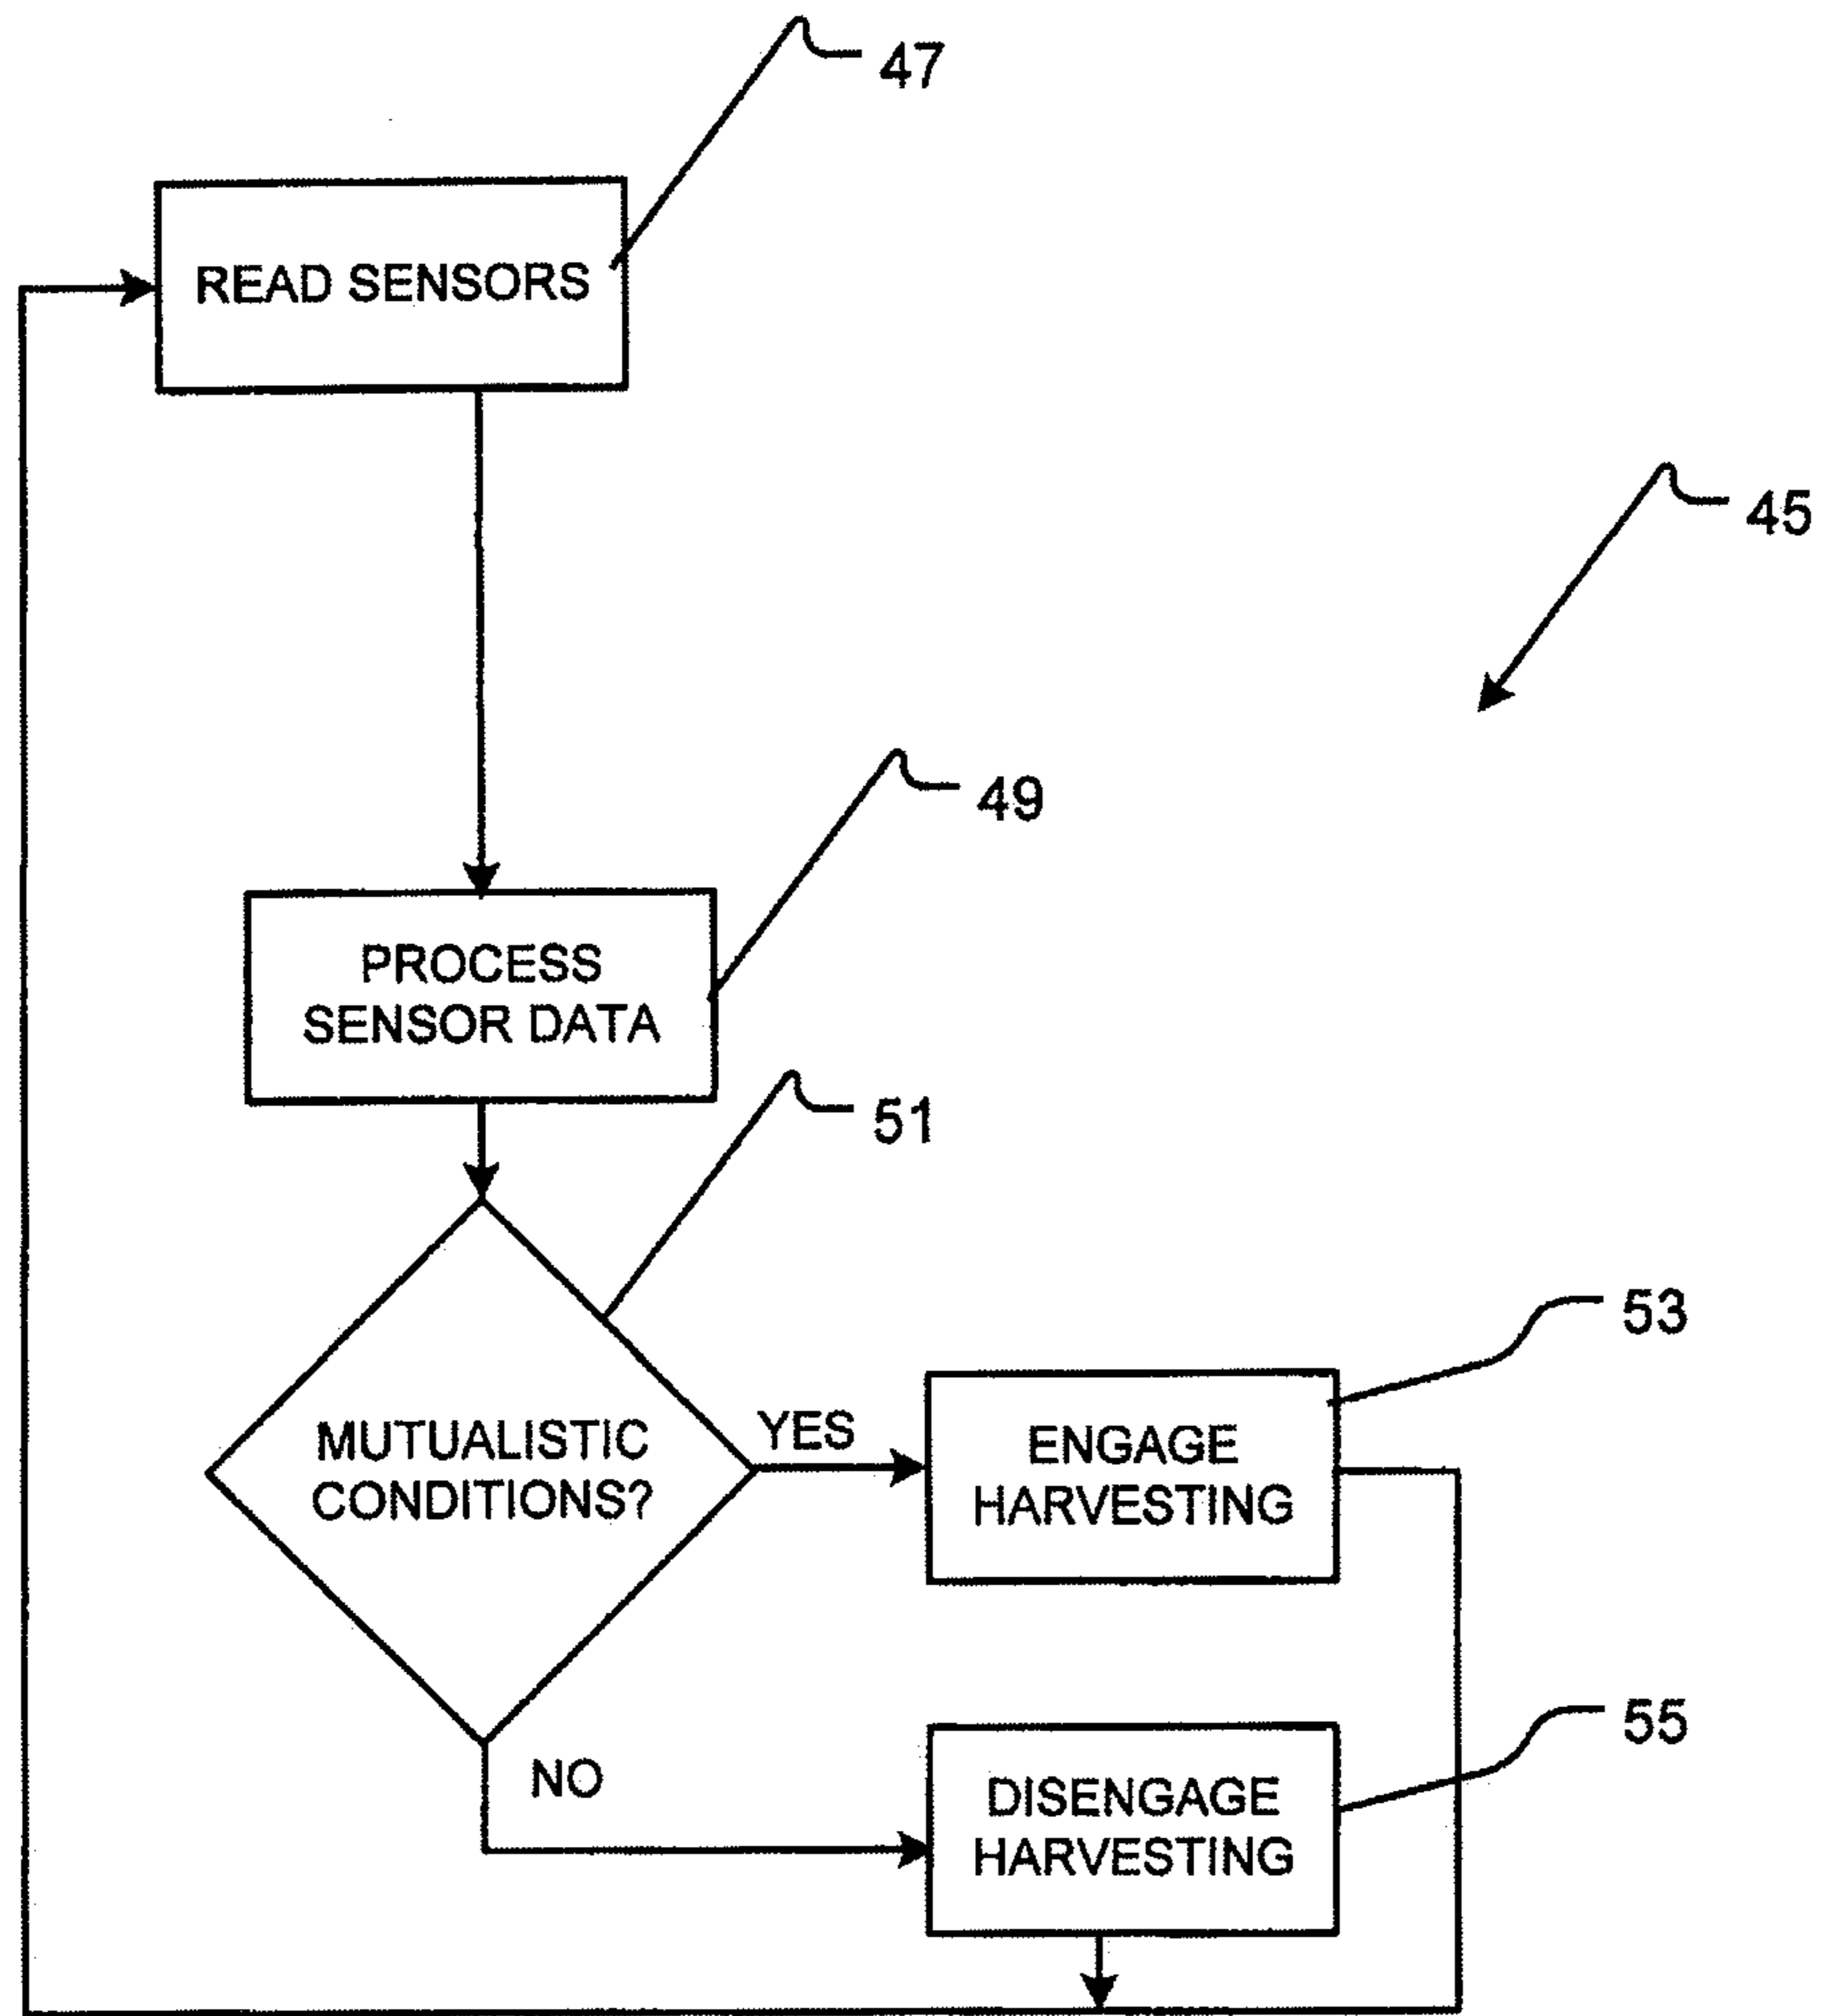 47
READ SENSORS
45
49
PROCESS
SENSOR DATA
51
53
MUTUALISTIC
CONDITIONS?
YES
ENGAGE
HARVESTING
55
NO
DISENGAGE
HARVESTING